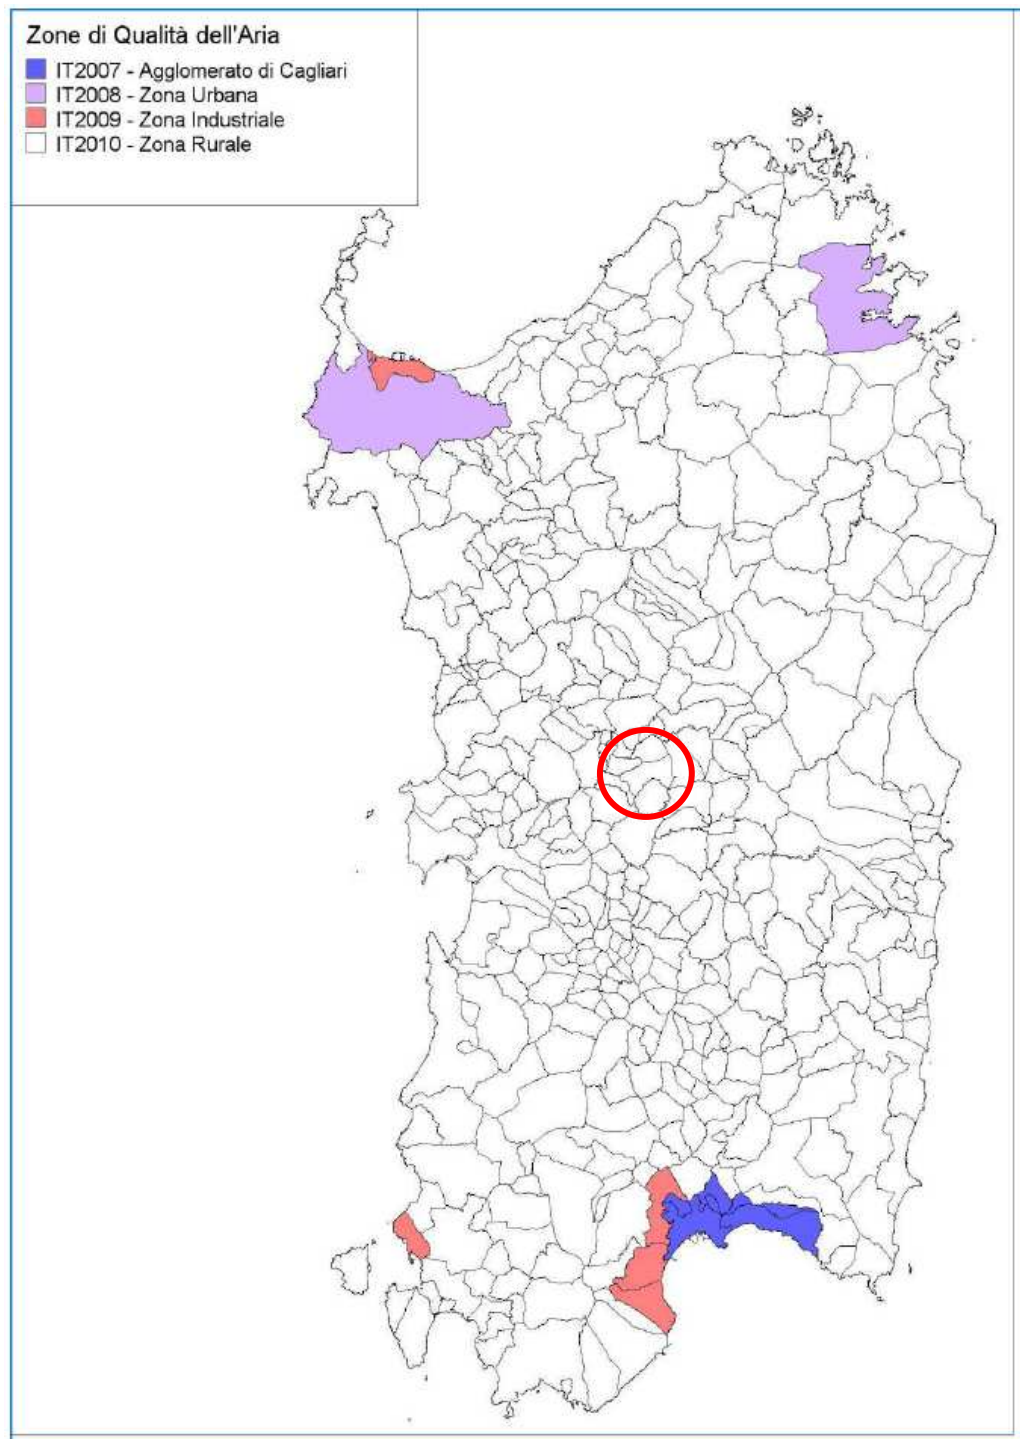 Zone di Qualità dell'Aria
IT2007 - Agglomerato di Cagliari
IT2008 - Zona Urbana
IT2009 - Zona Industriale
IT2010 - Zona Rurale